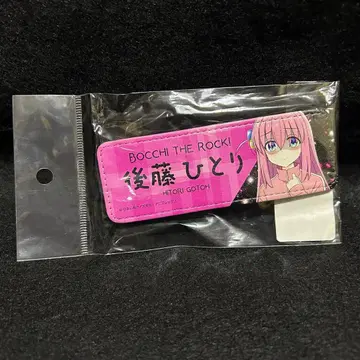 BOCCHI THE ROCK!
後藤ひとり
HITORI GOTOH